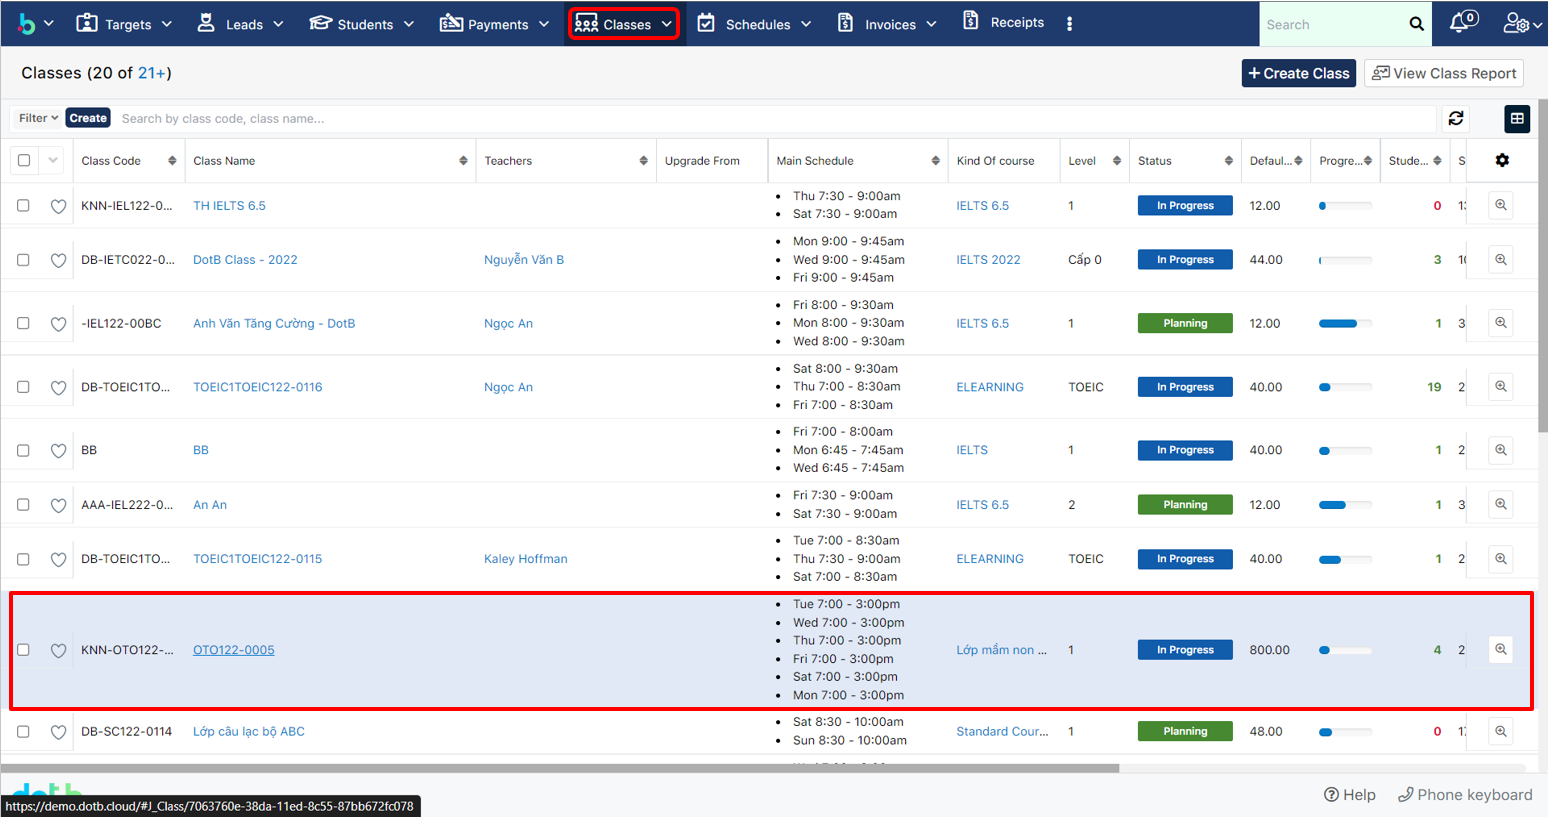 Targets Leads Students Payments Classes Schedules Invoices Receipts Search 0
Classes (20 of 21+) + Create Class View Class Report
Filter Create Search by class code, class name...
Class Code Class Name Teachers Upgrade From Main Schedule Kind Of course Level Status Defaul... Progre... Stude... S
Thu 7:30 - 9:00am
KNN-IEL122-0... TH IELTS 6.5 IELTS 6.5 1 In Progress 12.00 0
Sat 7:30 - 9:00am
Mon 9:00 - 9:45am
DB-IETC022-0... DotB Class - 2022 Nguyễn Văn B Wed 9:00 - 9:45am IELTS 2022 Cấp 0 In Progress 44.00 3
Fri 9:00 - 9:45am
Fri 8:00 - 9:30am
-IEL122-00BC Anh Văn Tăng Cường - DotB Ngọc An Mon 8:00 - 9:30am IELTS 6.5 1 Planning 12.00 1 3
Wed 8:00 - 9:30am
Sat 8:00 - 9:30am
DB-TOEIC1TO... TOEIC1TOEIC122-0116 Ngọc An Thu 7:00 - 8:30am ELEARNING TOEIC In Progress 40.00 19 2
Fri 7:00 - 8:30am
Fri 7:00 - 8:00am
BB BB Mon 6:45 - 7:45am IELTS 1 In Progress 40.00 1 2
Wed 6:45 - 7:45am
Fri 7:30 - 9:00am
AAA-IEL222-0... An An IELTS 6.5 2 Planning 12.00 1 3
Sat 7:30 - 9:00am
Tue 7:00 - 8:30am
DB-TOEIC1TO... TOEIC1TOEIC122-0115 Kaley Hoffman Thu 7:30 - 9:00am ELEARNING TOEIC In Progress 40.00 1 2
Sat 7:00 - 8:30am
Tue 7:00 - 3:00pm
Wed 7:00 - 3:00pm
Thu 7:00 - 3:00pm
KNN-OTO122-... OTO122-0005 Lớp mầm non ... 1 In Progress 800.00 4 2
Fri 7:00 - 3:00pm
Sat 7:00 - 3:00pm
Mon 7:00 - 3:00pm
Sat 8:30 - 10:00am
DB-SC122-0114 Lớp câu lạc bộ ABC Standard Cour... 1 Planning 48.00 0
Sun 8:30 - 10:00am
Help Phone keyboard
https://demo.dotb.cloud/#J_Class/7063760e-38da-11ed-8c55-87bb672fc078